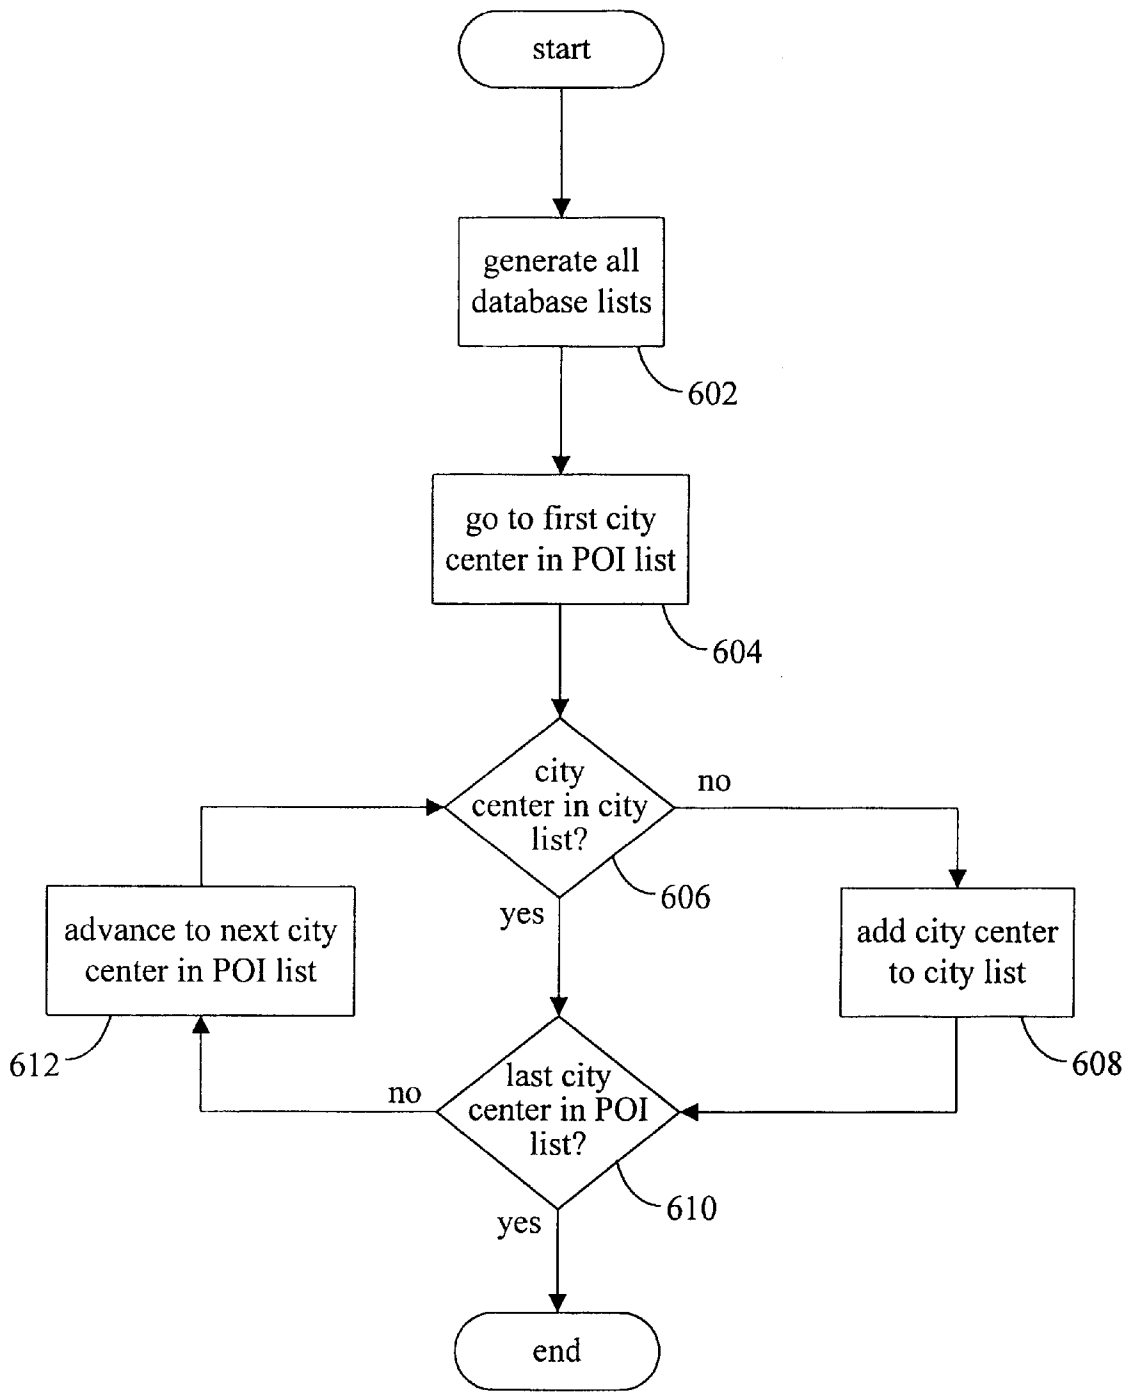 start
generate all
database lists
602
go to first city
center in POI list
604
city
center in city
list?
no
606
yes
advance to next city
center in POI list
612
add city center
to city list
608
last city
center in POI
list?
no
610
yes
end